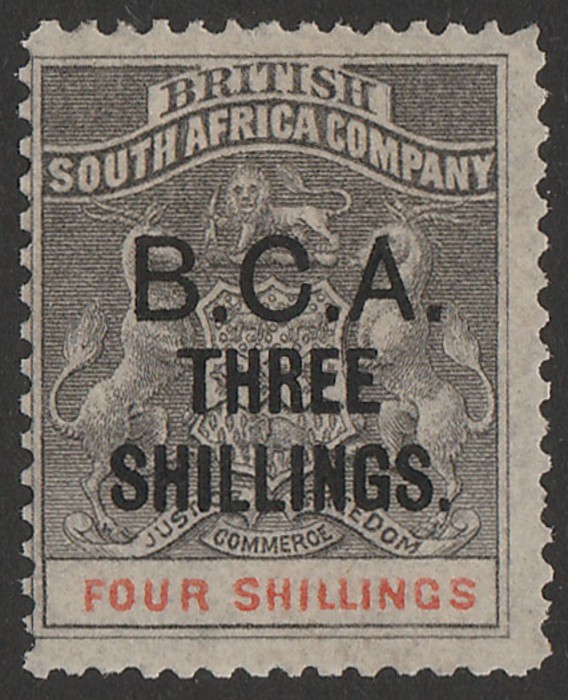 BRITISH
SOUTH AFRICA COMPANY
B.C.A.
THREE
SHILLINGS.
COMMERCE
FOUR SHILLINGS